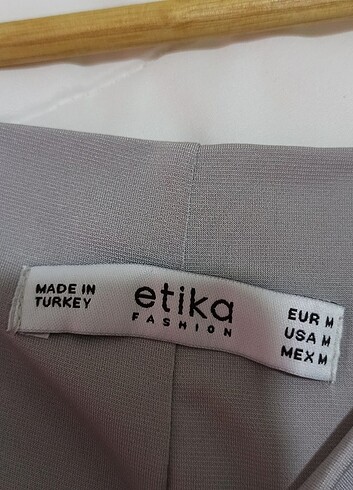 MADE IN
TURKEY
etika
FASHION
EUR M
USA M
MEX M